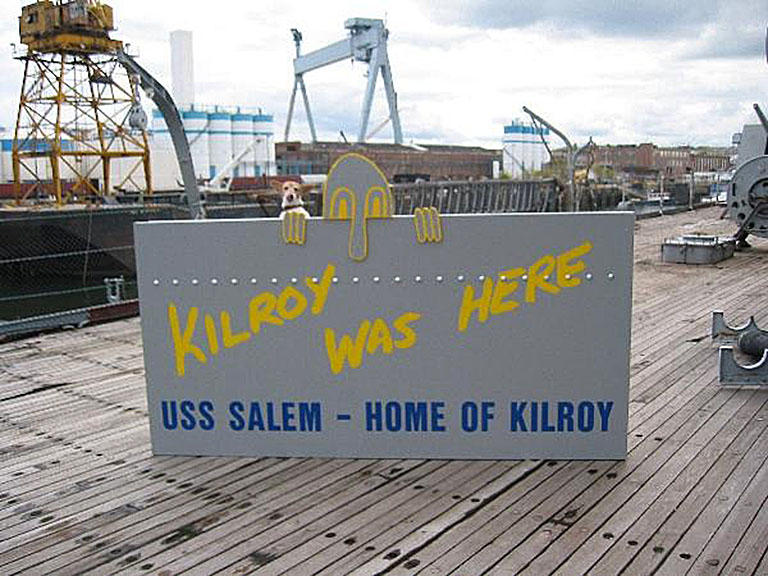 KILROY WAS HERE
USS SALEM - HOME OF KILROY